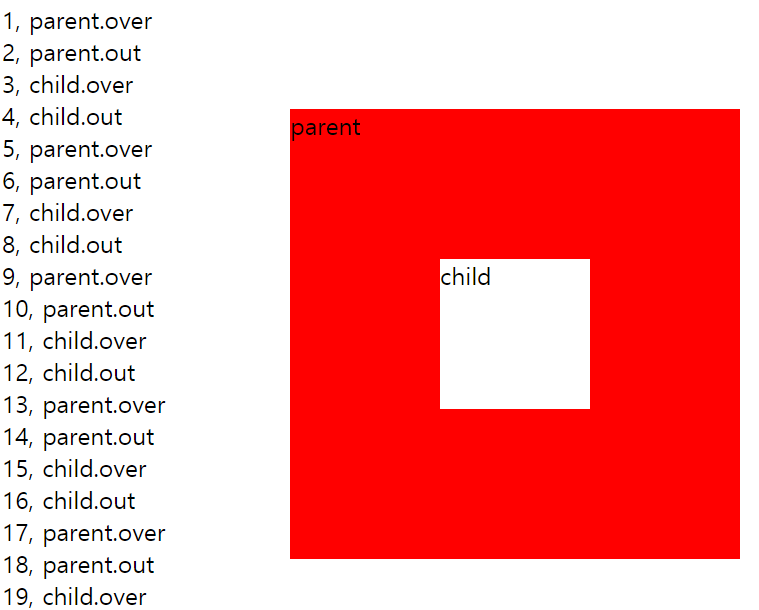 1, parent.over
2, parent.out
3, child.over
4, child.out
5, parent.over
6, parent.out
7, child.over
8, child.out
9, parent.over
10, parent.out
11, child.over
12, child.out
13, parent.over
14, parent.out
15, child.over
16, child.out
17, parent.over
18, parent.out
19, child.over
parent
child